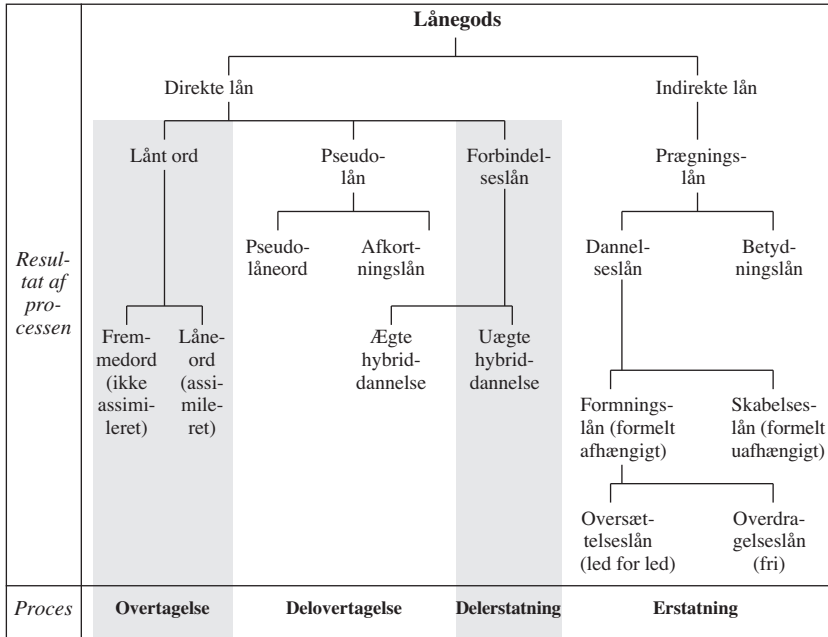 Lånegods
Direkte lån
Indirekte lån
Lånt ord
Pseudo-
lån
Forbindel-
seslån
Prægnings-
lån
Pseudo-
låneord
Afkort-
ningslån
Dannel-
seslån
Betyd-
ningslån
Resul-
tat af
pro-
cessen
Frem-
medord
(ikke
assimi-
leret)
Låne-
ord
(assi-
mile-
ret)
Ægte
hybrid-
dannelse
Uægte
hybrid-
dannelse
Formnings-
lån (formelt
afhængigt)
Skabelses-
lån (formelt
uafhængigt)
Oversæt-
telseslån
(led for led)
Overdra-
gelseslån
(fri)
Proces
Overtagelse
Delovertagelse
Delerstatning
Erstatning